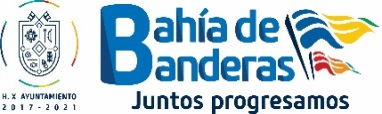 H. X AYUNTAMIENTO
2017-2021
Bahía de
Banderas
Juntos progresamos